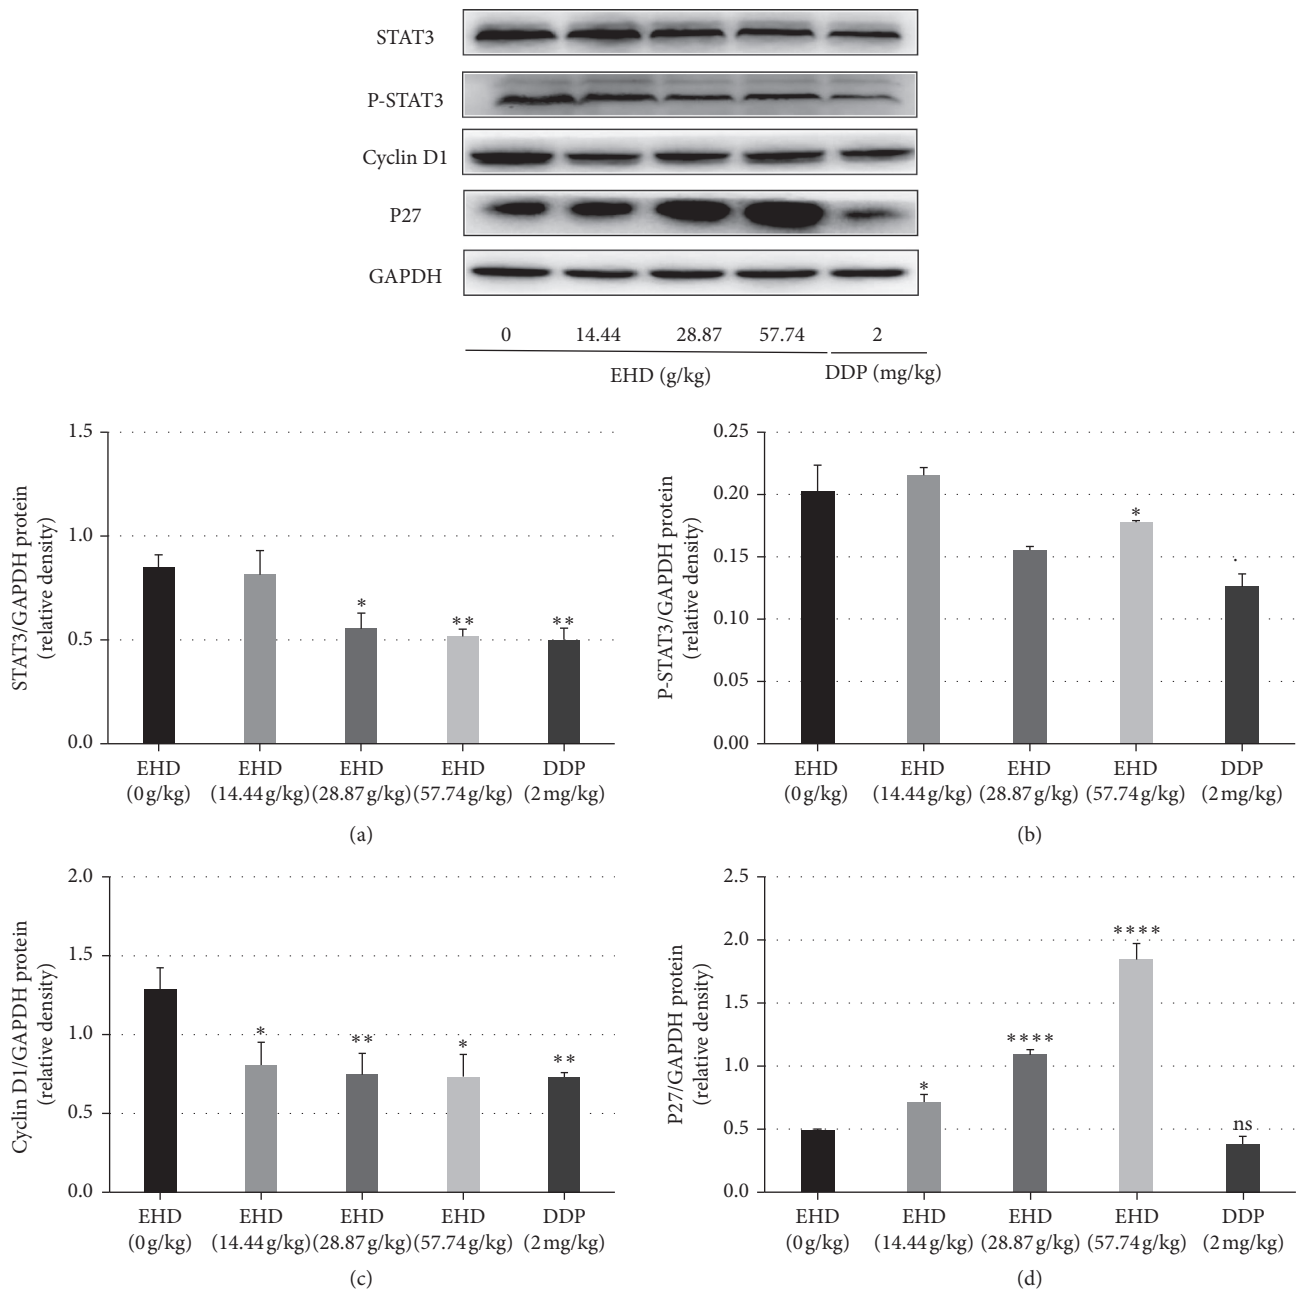 STAT3
P-STAT3
Cyclin D1
P27
GAPDH
0 14.44 28.87 57.74 2
EHD (g/kg) DDP (mg/kg)
STAT3/GAPDH protein
(relative density)
1.5
1.0
0.5
0.0
*
**
**
EHD EHD EHD EHD DDP
(0 g/kg) (14.44 g/kg) (28.87 g/kg) (57.74 g/kg) (2 mg/kg)
(a)
P-STAT3/GAPDH protein
(relative density)
0.25
0.20
0.15
0.10
0.05
0.00
*
.
EHD EHD EHD EHD DDP
(0 g/kg) (14.44 g/kg) (28.87 g/kg) (57.74 g/kg) (2 mg/kg)
(b)
Cyclin D1/GAPDH protein
(relative density)
2.0
1.5
1.0
0.5
0.0
*
**
*
**
EHD EHD EHD EHD DDP
(0 g/kg) (14.44 g/kg) (28.87 g/kg) (57.74 g/kg) (2 mg/kg)
(c)
P27/GAPDH protein
(relative density)
2.5
2.0
1.5
1.0
0.5
0.0
*
****
****
ns
EHD EHD EHD EHD DDP
(0 g/kg) (14.44 g/kg) (28.87 g/kg) (57.74 g/kg) (2 mg/kg)
(d)